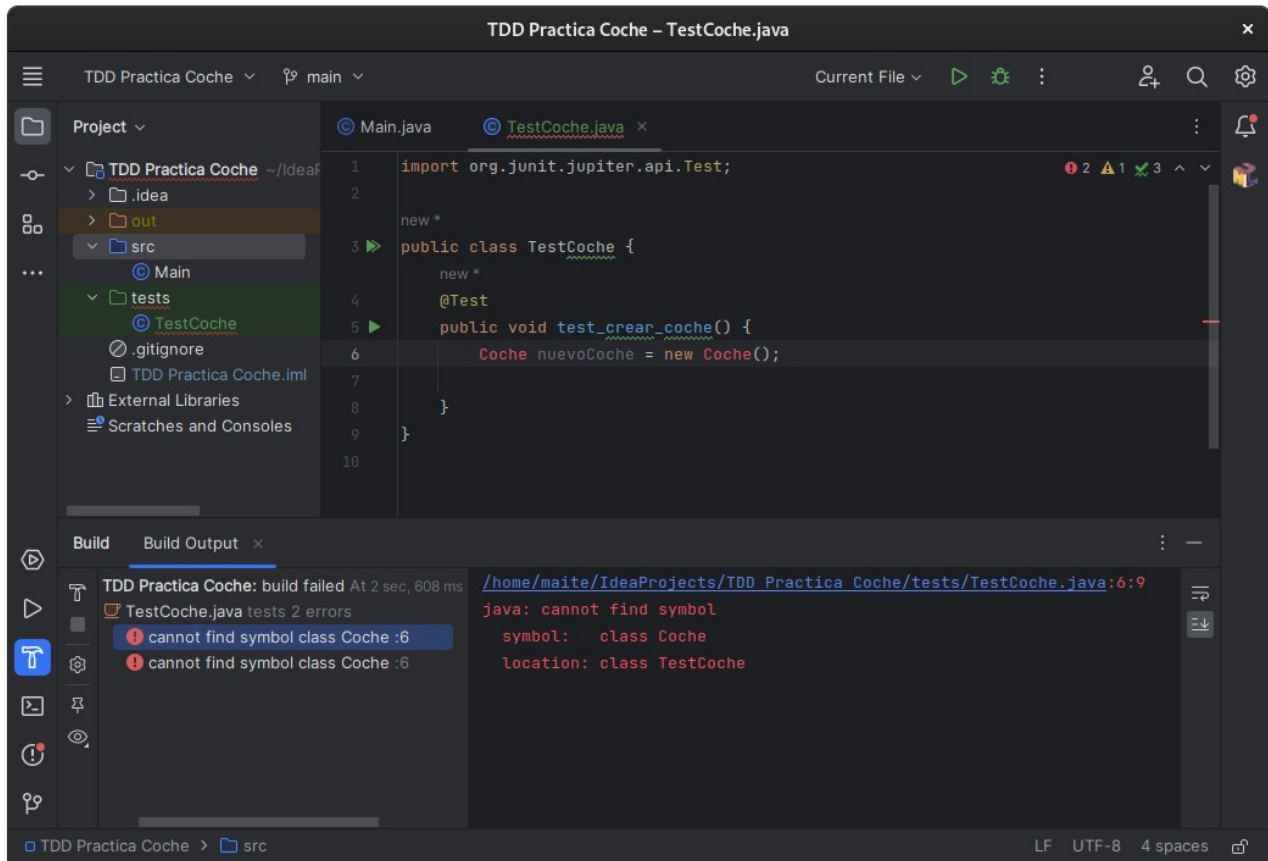 TDD Practica Coche – TestCoche.java
TDD Practica Coche
main
Current File
Project
Main.java
TestCoche.java
TDD Practica Coche ~/IdeaP
.idea
out
src
Main
tests
TestCoche
.gitignore
TDD Practica Coche.iml
External Libraries
Scratches and Consoles
2 1 3
1 import org.junit.jupiter.api.Test;
2
new *
3 public class TestCoche {
new *
4 @Test
5 public void test_crear_coche() {
6 Coche nuevoCoche = new Coche();
7
8 }
9 }
10
Build
Build Output
TDD Practica Coche: build failed At 2 sec, 608 ms
TestCoche.java tests 2 errors
cannot find symbol class Coche :6
cannot find symbol class Coche :6
/home/maite/IdeaProjects/TDD Practica Coche/tests/TestCoche.java:6:9
java: cannot find symbol
symbol: class Coche
location: class TestCoche
TDD Practica Coche > src
LF UTF-8 4 spaces